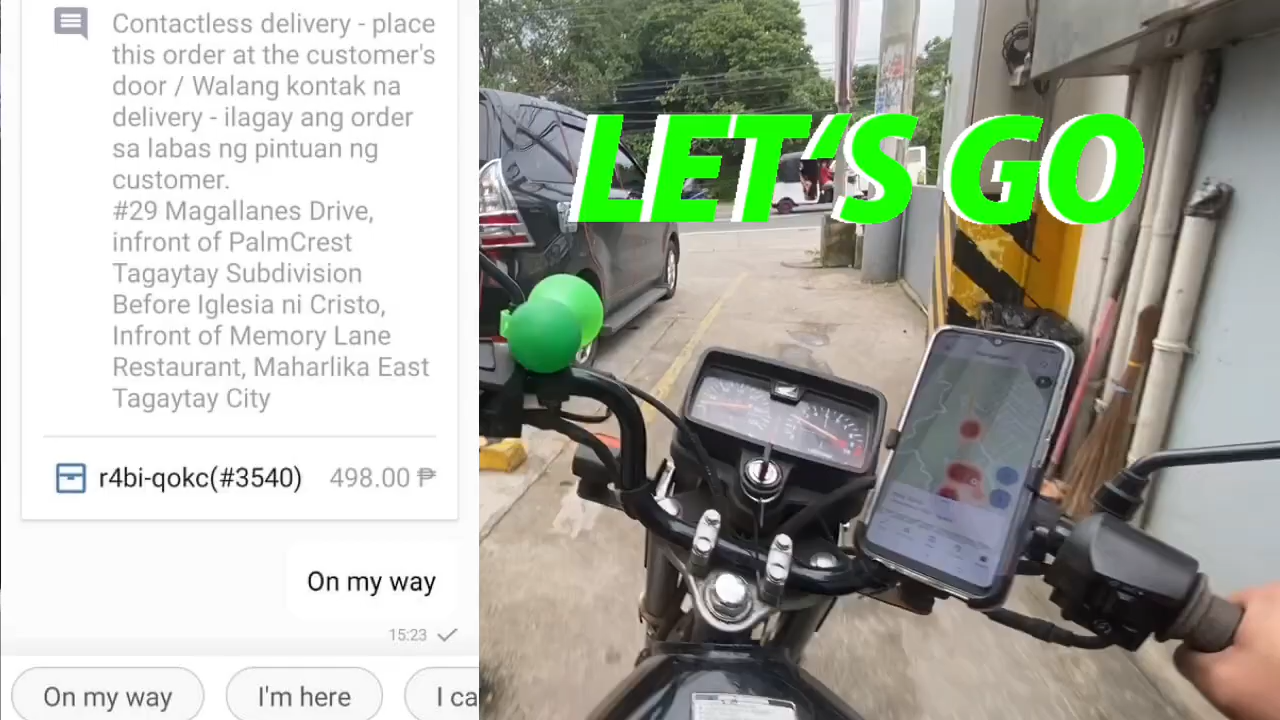 Contactless delivery - place
this order at the customer's
door / Walang kontak na
delivery - ilagay ang order
sa labas ng pintuan ng
customer.
#29 Magallanes Drive,
infront of PalmCrest
Tagaytay Subdivision
Before Iglesia ni Cristo,
Infront of Memory Lane
Restaurant, Maharlika East
Tagaytay City
r4bi-qokc(#3540) 498.00 ₱
On my way
15:23
On my way
I'm here
I ca
LET'S GO